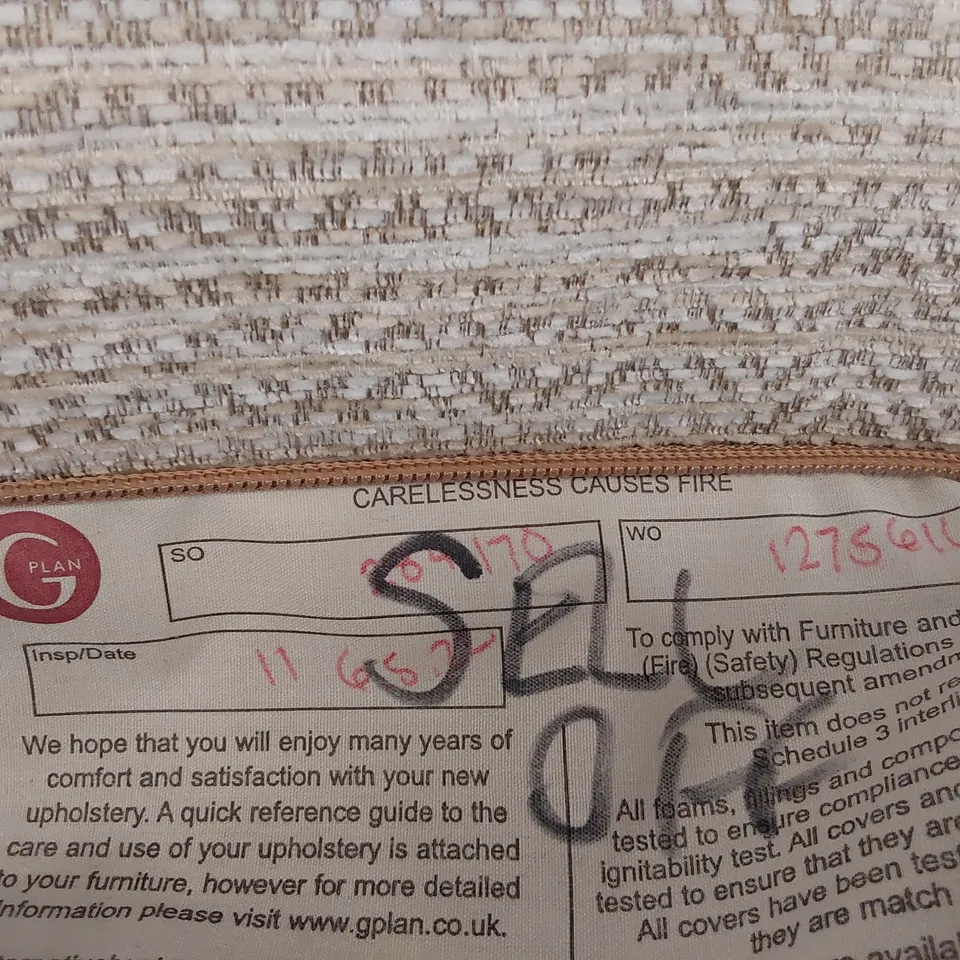 CARELESSNESS CAUSES FIRE
G PLAN
SO
170
WO
Insp/Date
11
SELL
OFF
We hope that you will enjoy many years of
comfort and satisfaction with your new
upholstery. A quick reference guide to the
care and use of your upholstery is attached
to your furniture, however for more detailed
information please visit www.gplan.co.uk.
To comply with Furniture and
(Fire) (Safety) Regulations
subsequent
This item does not
Schedule 3
All foams, fillings and
tested to ensure compliance
ignitability test. All covers and
tested to ensure that they are
All covers have been
they are match